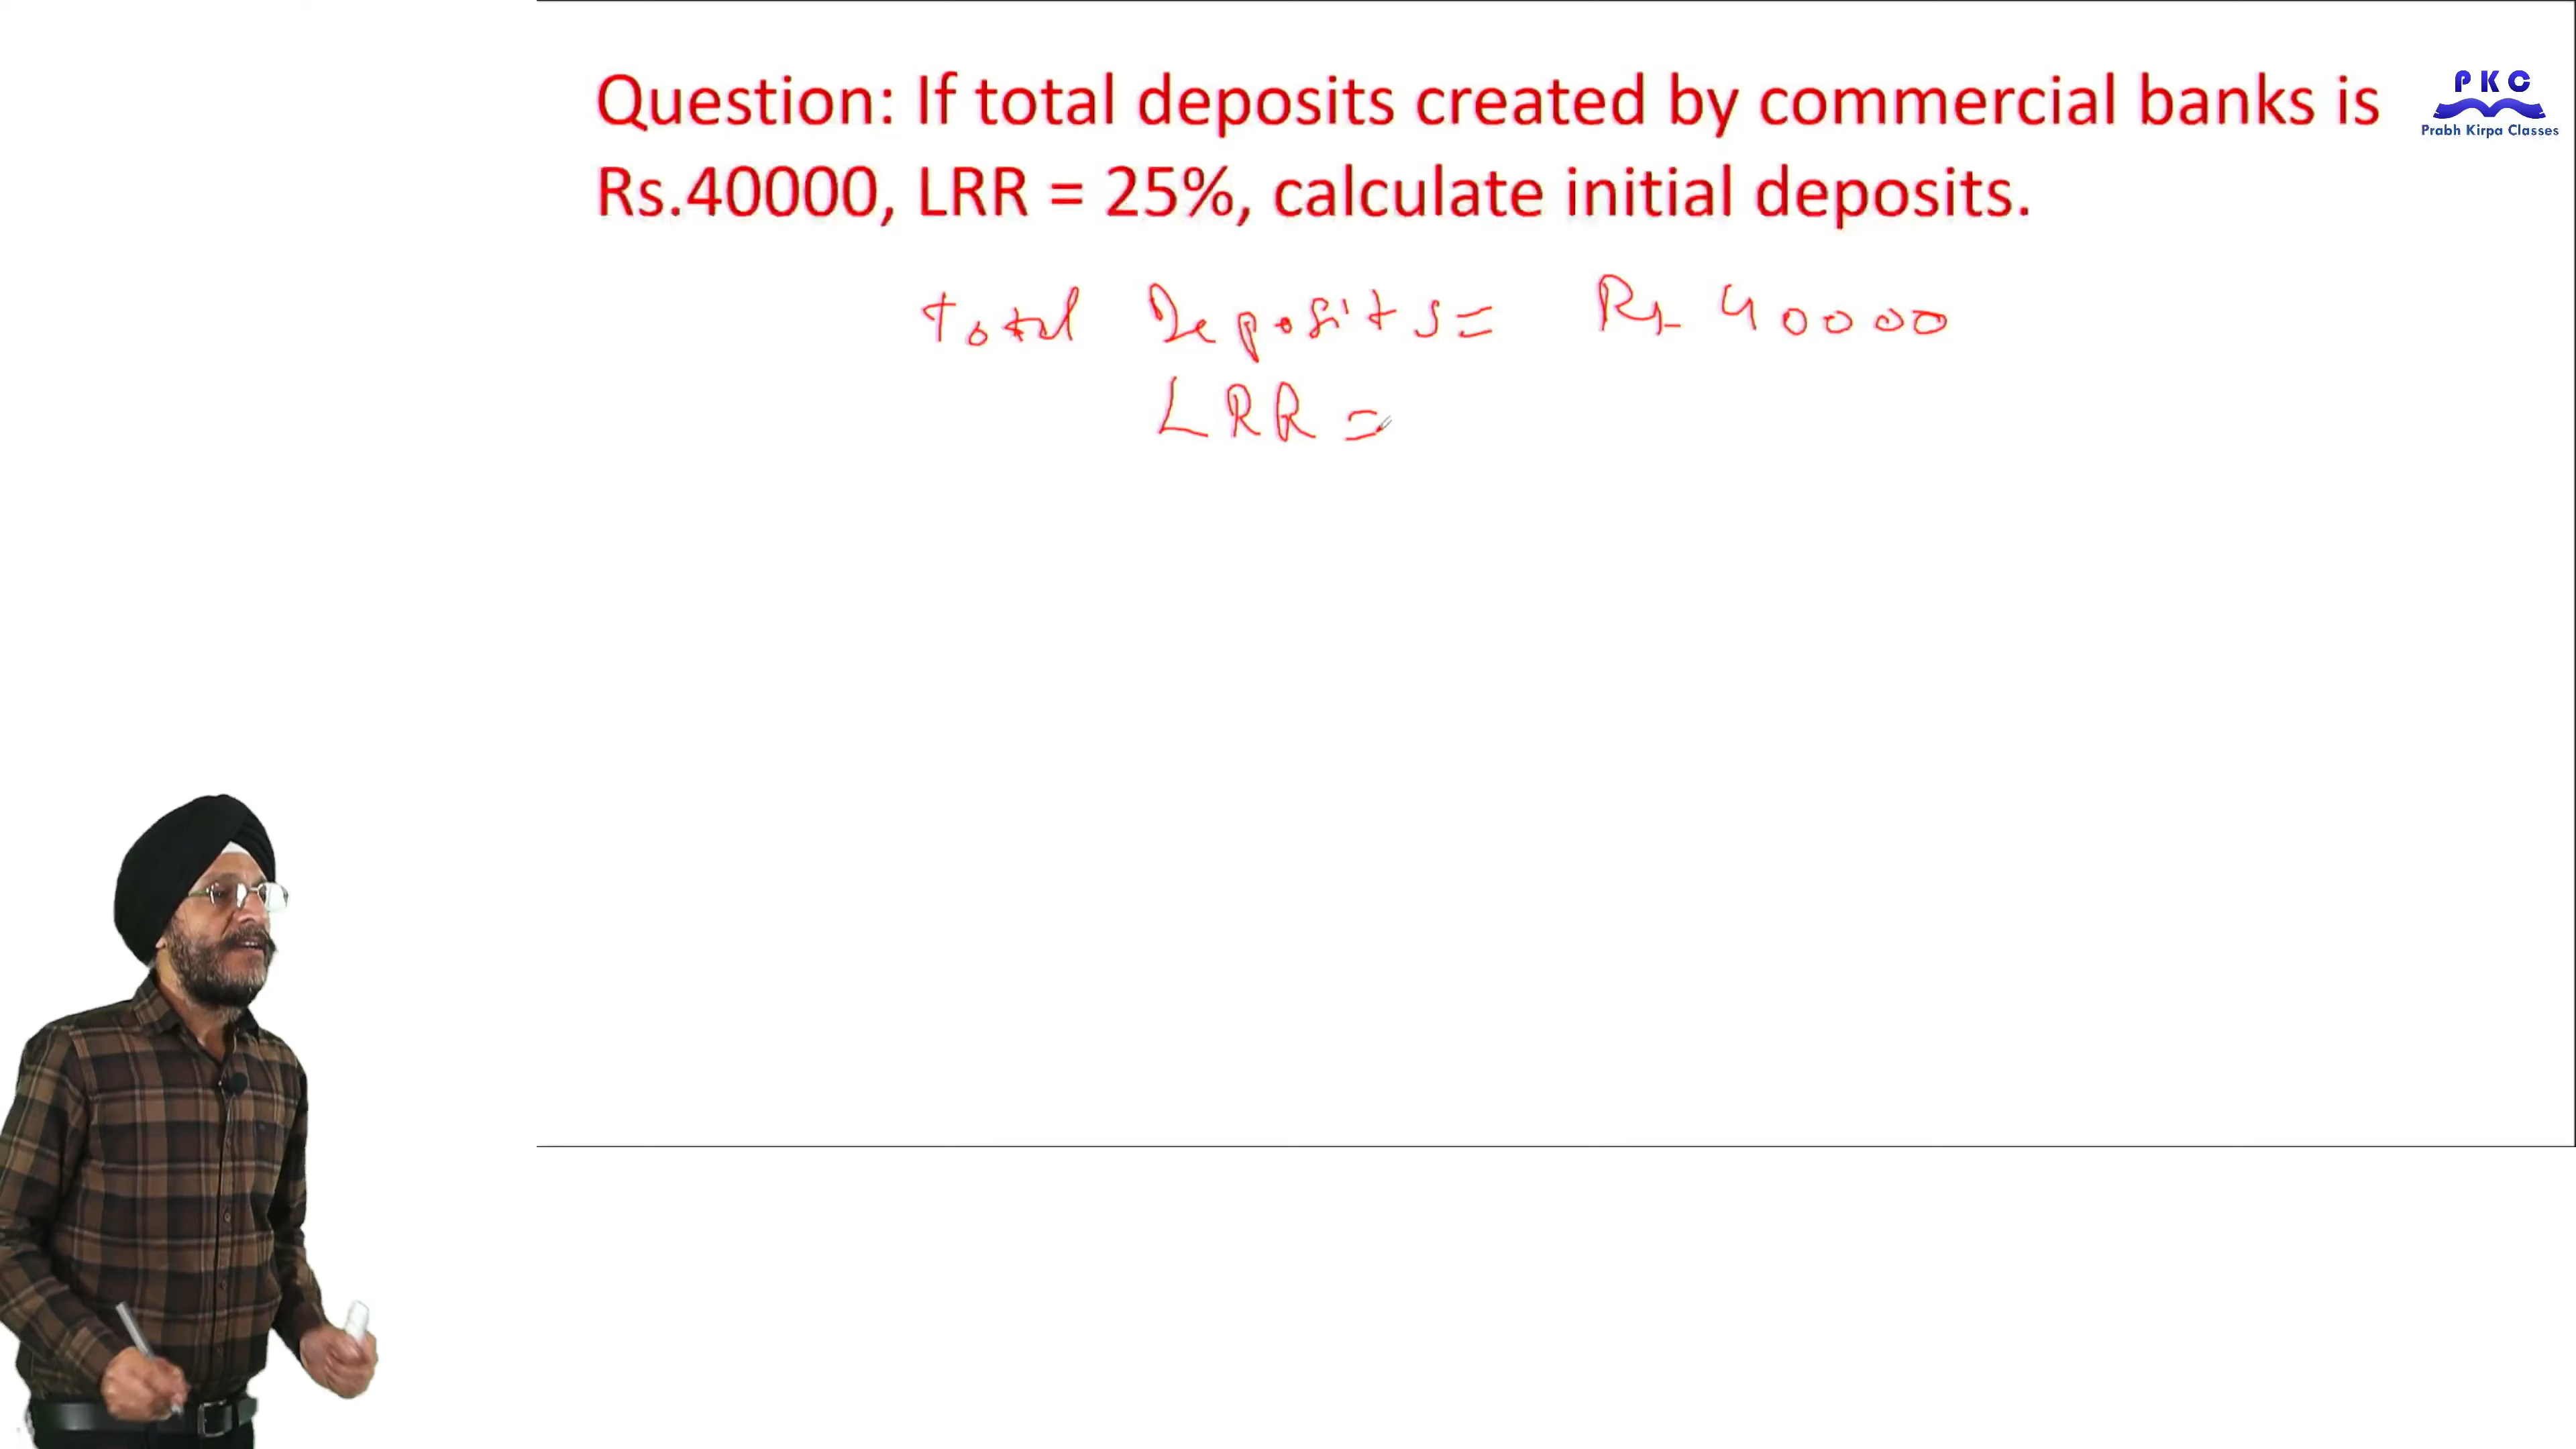 Question: If total deposits created by commercial banks is
Rs.40000, LRR = 25%, calculate initial deposits.
P K C
Prabh Kirpa Classes
Total Deposits = Rs 40000
LRR =